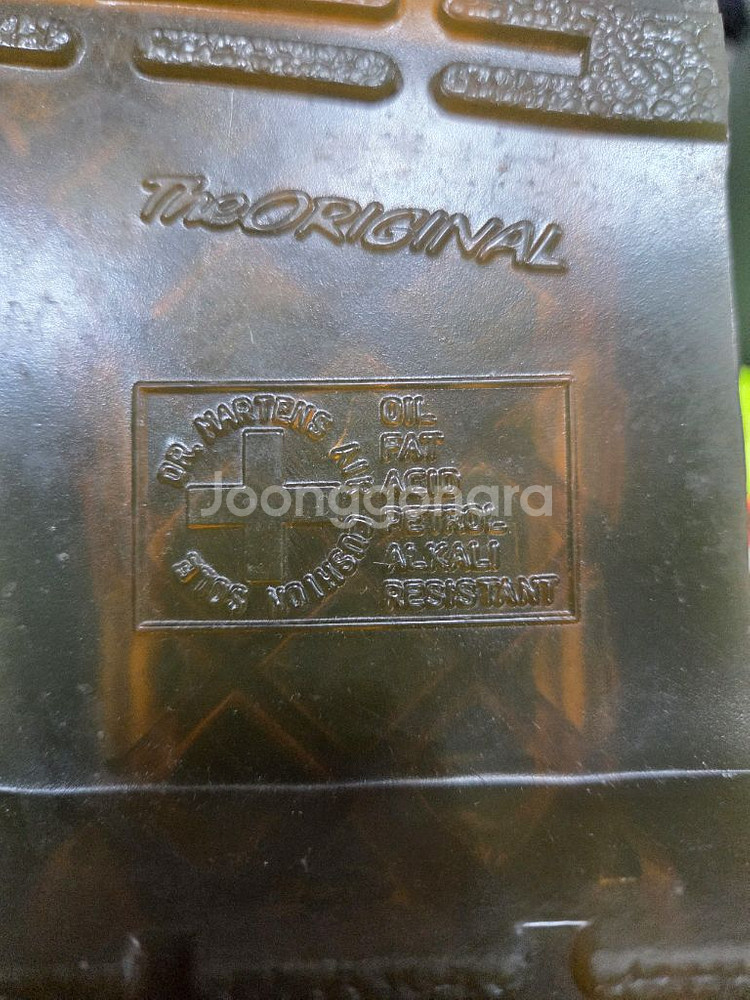 The ORIGINAL
DR. MARTENS AIR CUSHION SOLE
OIL
FAT
ACID
PETROL
ALKALI
RESISTANT
Joonggonara